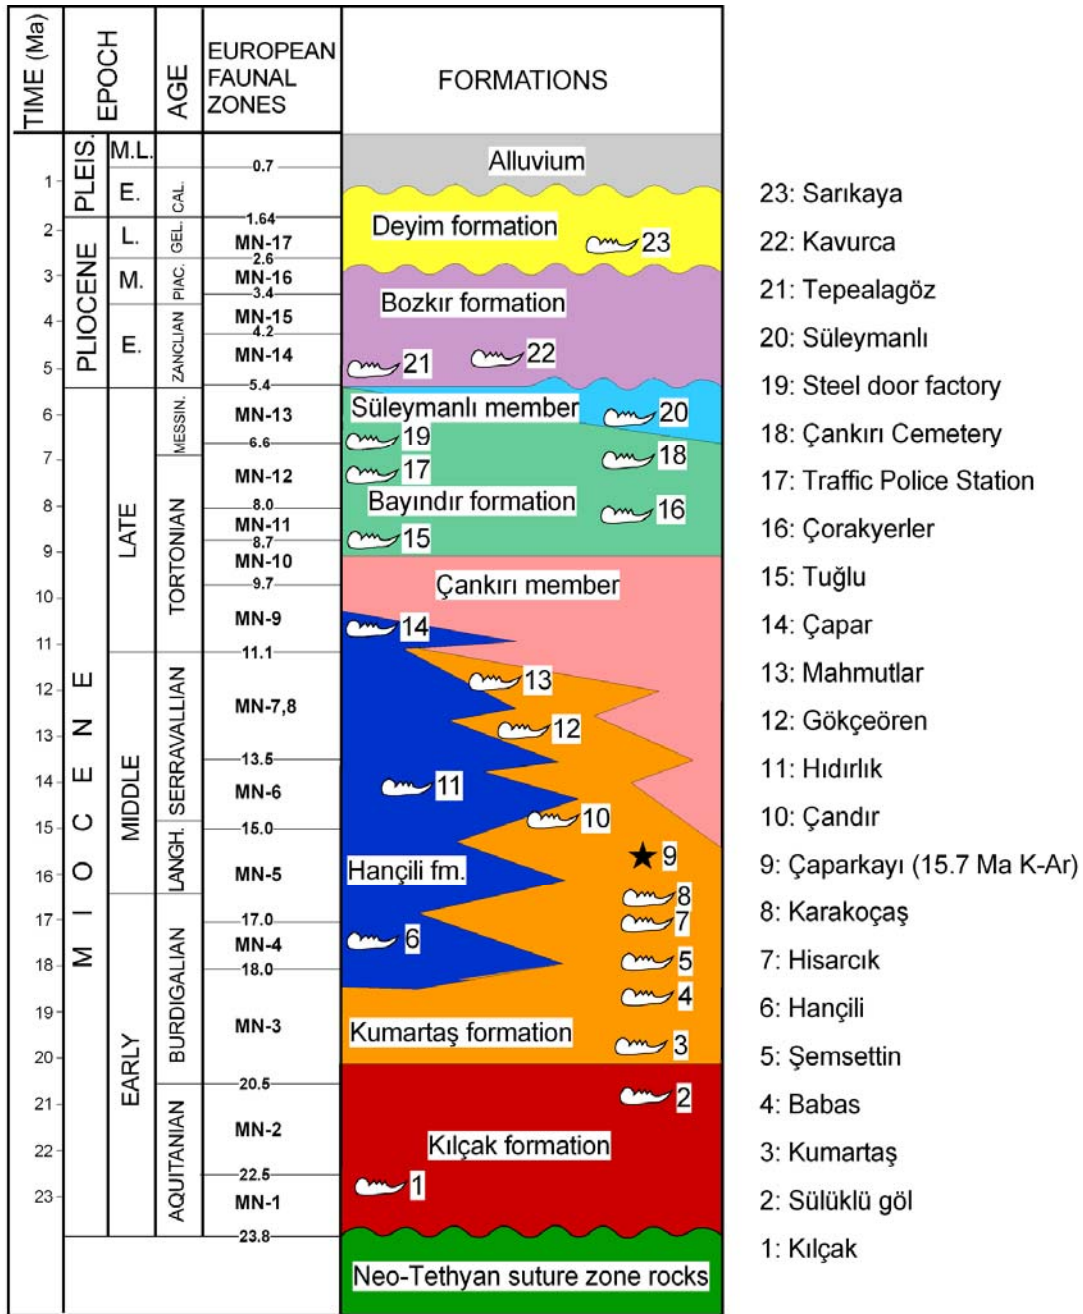 TIME (Ma)
EPOCH
AGE
EUROPEAN
FAUNAL
ZONES
FORMATIONS
PLEIS.
M.L.
E.
CAL.
0.7
1
Alluvium
1.64
2
PLIOCENE
L.
GEL.
MN-17
2.6
Deyim formation
23
3
M.
PIAC.
MN-16
3.4
Bozkır formation
4
E.
ZANCLIAN
MN-15
4.2
MN-14
5
5.4
21
22
MIOCENE
LATE
MESSIN.
6
MN-13
6.6
Süleymanlı member
20
19
7
TORTONIAN
MN-12
18
17
8
8.0
Bayındır formation
16
MN-11
8.7
15
9
MN-10
9.7
Çankırı member
10
MN-9
14
11
11.1
MIDDLE
SERRAVALLIAN
12
MN-7,8
13
12
13
13.5
14
MN-6
11
10
15
15.0
LANGH.
9
16
MN-5
Hançili fm.
8
EARLY
BURDIGALIAN
17
17.0
7
MN-4
6
18
18.0
5
4
19
MN-3
Kumartaş formation
3
20
20.5
AQUITANIAN
21
2
MN-2
Kılçak formation
22
22.5
23
MN-1
1
23.8
Neo-Tethyan suture zone rocks
23: Sarıkaya
22: Kavurca
21: Tepealagöz
20: Süleymanlı
19: Steel door factory
18: Çankırı Cemetery
17: Traffic Police Station
16: Çorakyerler
15: Tuğlu
14: Çapar
13: Mahmutlar
12: Gökçeören
11: Hıdırlık
10: Çandır
9: Çaparkayı (15.7 Ma K-Ar)
8: Karakoçaş
7: Hisarcık
6: Hançili
5: Şemsettin
4: Babas
3: Kumartaş
2: Sülüklü göl
1: Kılçak